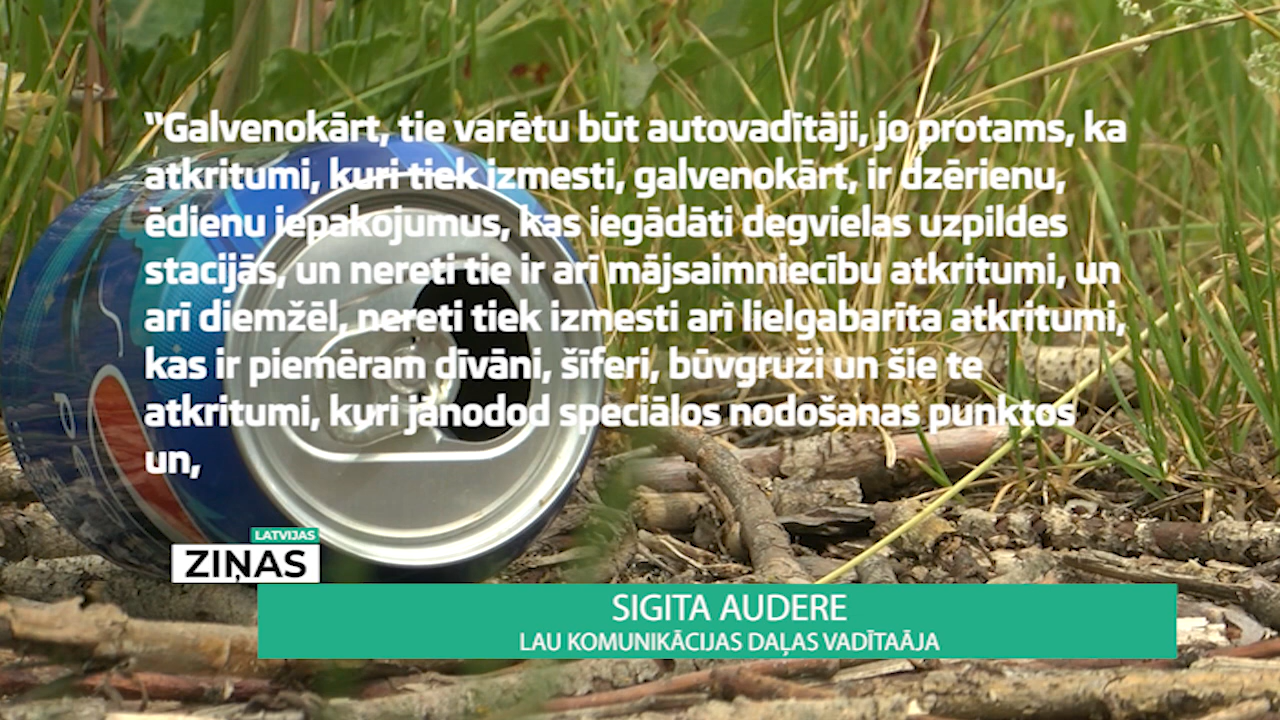 “Galvenokārt, tie varētu būt autovadītāji, jo protams, ka
atkritumi, kuri tiek izmesti, galvenokārt, ir dzērienu,
ēdienu iepakojumus, kas iegādāti degvielas uzpildes
stacijās, un nereti tie ir arī mājsaimniecību atkritumi, un
arī diemžēl, nereti tiek izmesti arī lielgabarīta atkritumi,
kas ir piemēram dīvāni, šīferi, būvgruži un šie te
atkritumi, kuri jānodod speciālos nodošanas punktos
un,
LATVIJAS
ZIŅAS
SIGITA AUDERE
LAU KOMUNIKĀCIJAS DAĻAS VADĪTAĀJA